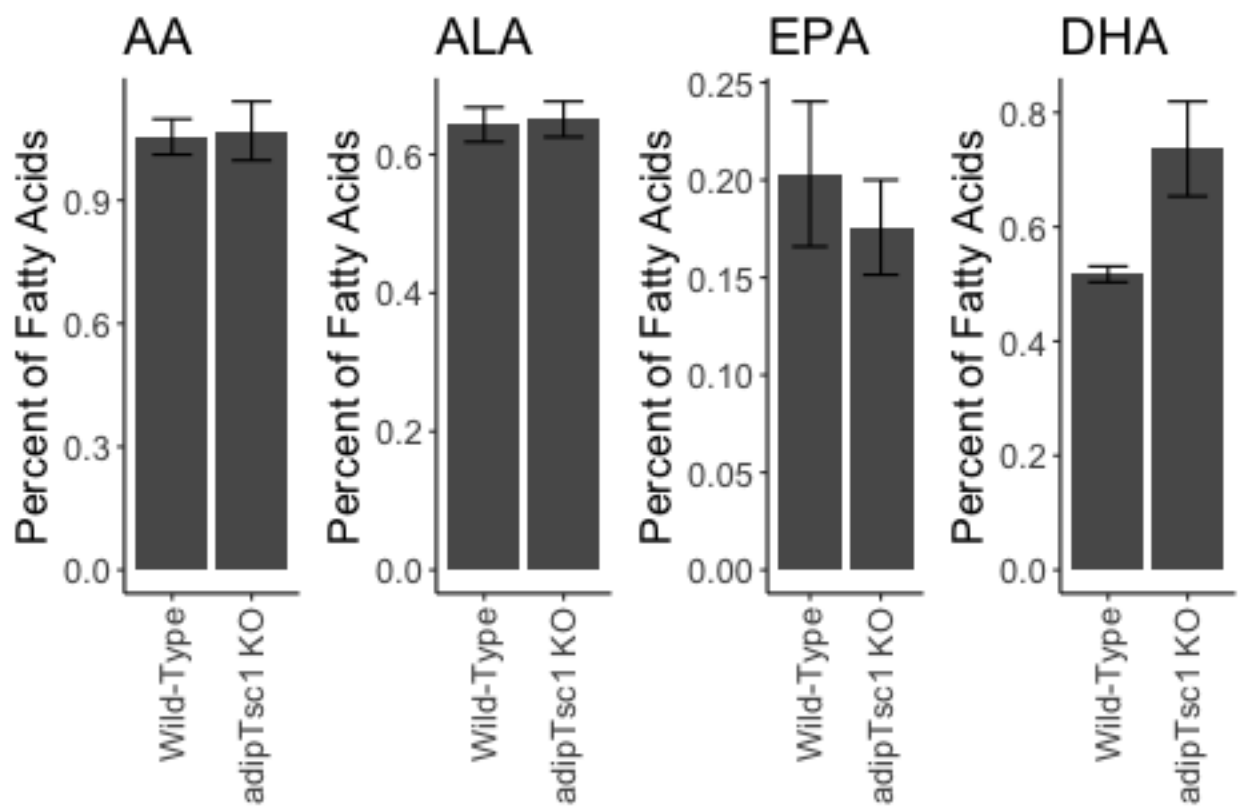 AA
Percent of Fatty Acids
0.9
0.6
0.3
0.0
Wild-Type
adipTsc1 KO
ALA
Percent of Fatty Acids
0.6
0.4
0.2
0.0
Wild-Type
adipTsc1 KO
EPA
Percent of Fatty Acids
0.25
0.20
0.15
0.10
0.05
0.00
Wild-Type
adipTsc1 KO
DHA
Percent of Fatty Acids
0.8
0.6
0.4
0.2
0.0
Wild-Type
adipTsc1 KO